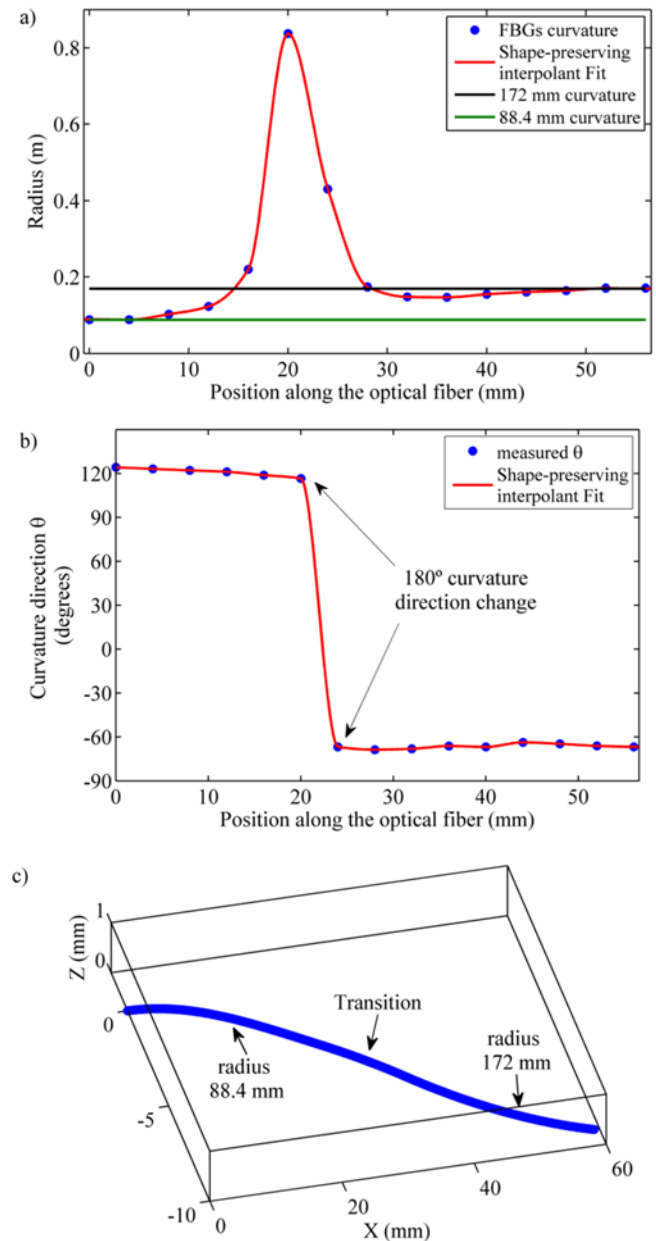 a)
0.8
0.6
0.4
0.2
0
Radius (m)
FBGs curvature
Shape-preserving
interpolant Fit
172 mm curvature
88.4 mm curvature
0 10 20 30 40 50
Position along the optical fiber (mm)
b)
120
90
60
30
0
-30
-60
-90
Curvature direction θ
(degrees)
measured θ
Shape-preserving
interpolant Fit
180º curvature
direction change
0 10 20 30 40 50
Position along the optical fiber (mm)
c)
Z (mm)
1
0
0
-5
-10
Transition
radius
88.4 mm
radius
172 mm
0
20
40
60
X (mm)